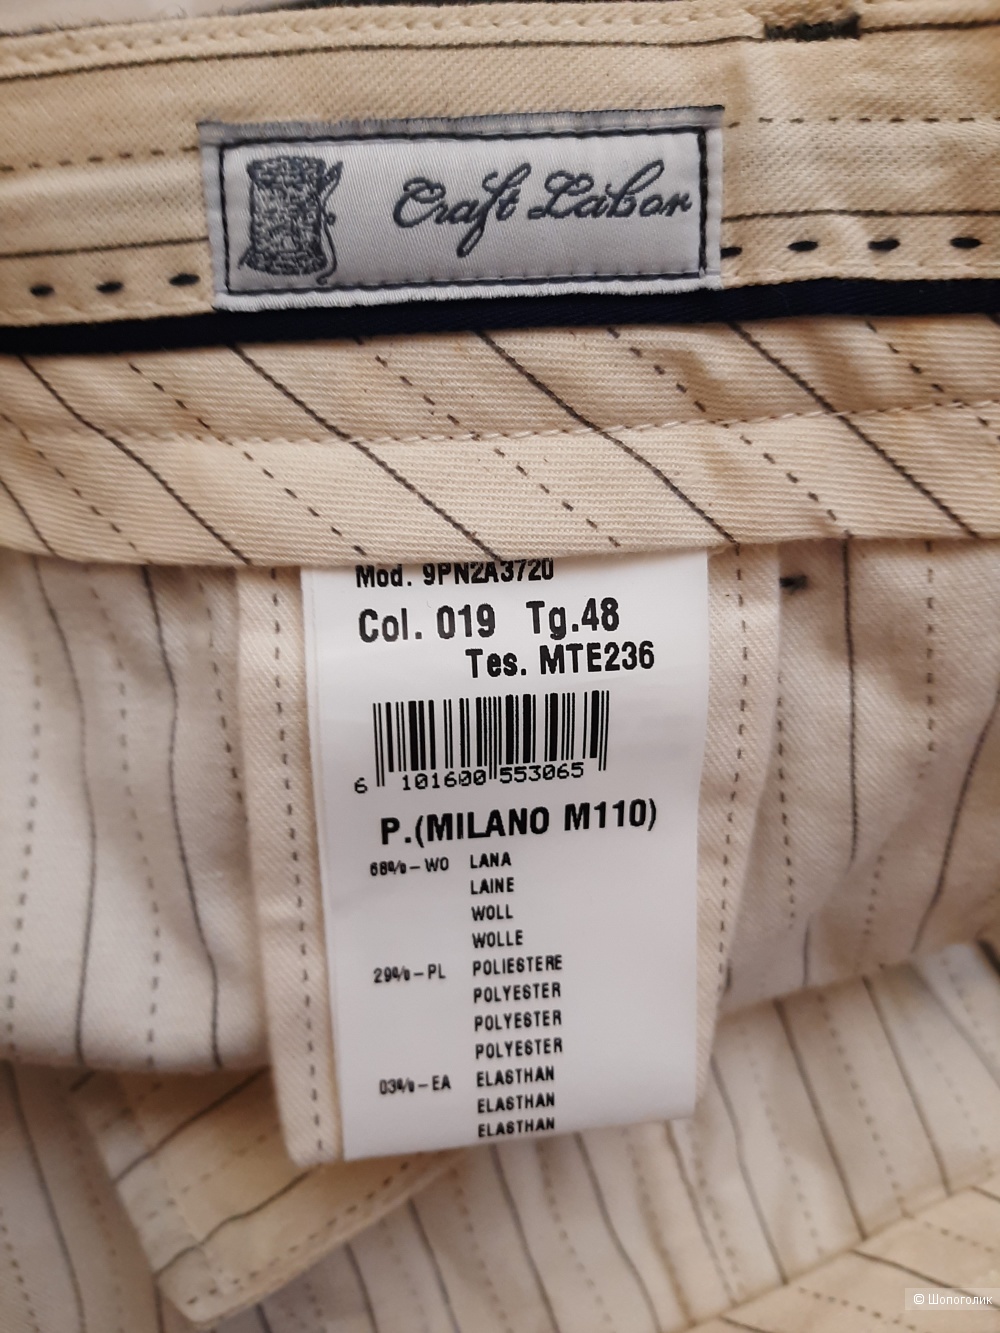 Craft Labor
Mod. 9PN2A3720
Col. 019 Tg.48
Tes. MTE236
6 101600 553065
P.(MILANO M110)
68%-WO LANA
LAINE
WOLL
WOLLE
29%-PL POLIESTERE
POLYESTER
POLYESTER
POLYESTER
03%-EA ELASTHAN
ELASTHAN
ELASTHAN
© Шопоголик